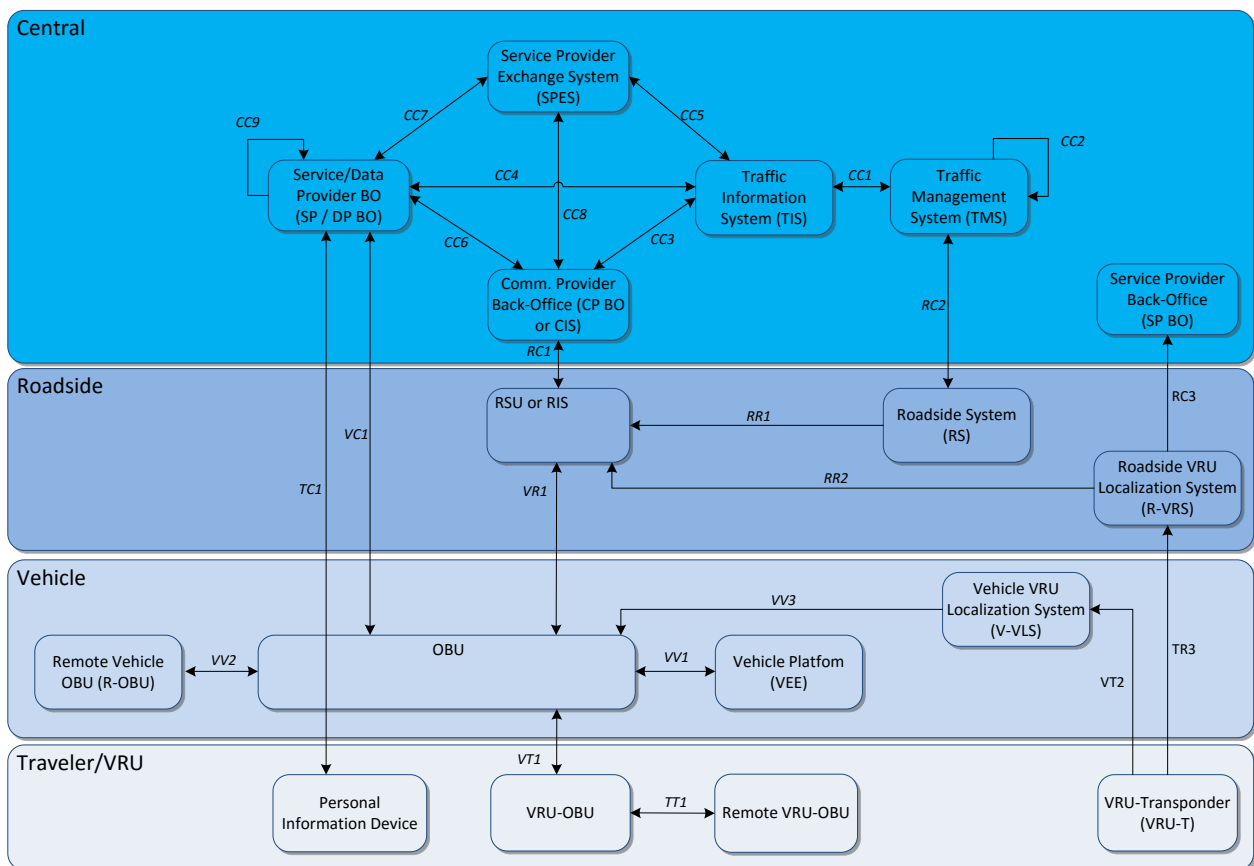 Central
Service Provider
Exchange System
(SPES)
CC7
CC5
CC9
CC2
Service/Data
Provider BO
(SP / DP BO)
CC4
Traffic
Information
System (TIS)
CC1
Traffic
Management
System (TMS)
CC8
CC6
CC3
Comm. Provider
Back-Office (CP BO
or CIS)
RC2
Service Provider
Back-Office
(SP BO)
RC1
Roadside
RSU or RIS
RR1
Roadside System
(RS)
RC3
VC1
TC1
VR1
RR2
Roadside VRU
Localization System
(R-VRS)
Vehicle
VV3
Vehicle VRU
Localization System
(V-VLS)
Remote Vehicle
OBU (R-OBU)
VV2
OBU
VV1
Vehicle Platfom
(VEE)
VT2
TR3
Traveler/VRU
VT1
Personal
Information Device
VRU-OBU
TT1
Remote VRU-OBU
VRU-Transponder
(VRU-T)